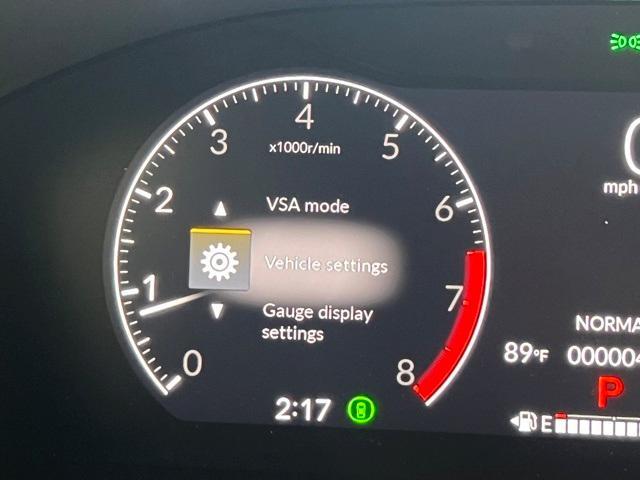 4
3
5
x1000r/min
2
VSA mode
6
mph
Vehicle settings
1
7
Gauge display
settings
NORMA
0
8
89°F 000004
P
2:17
E